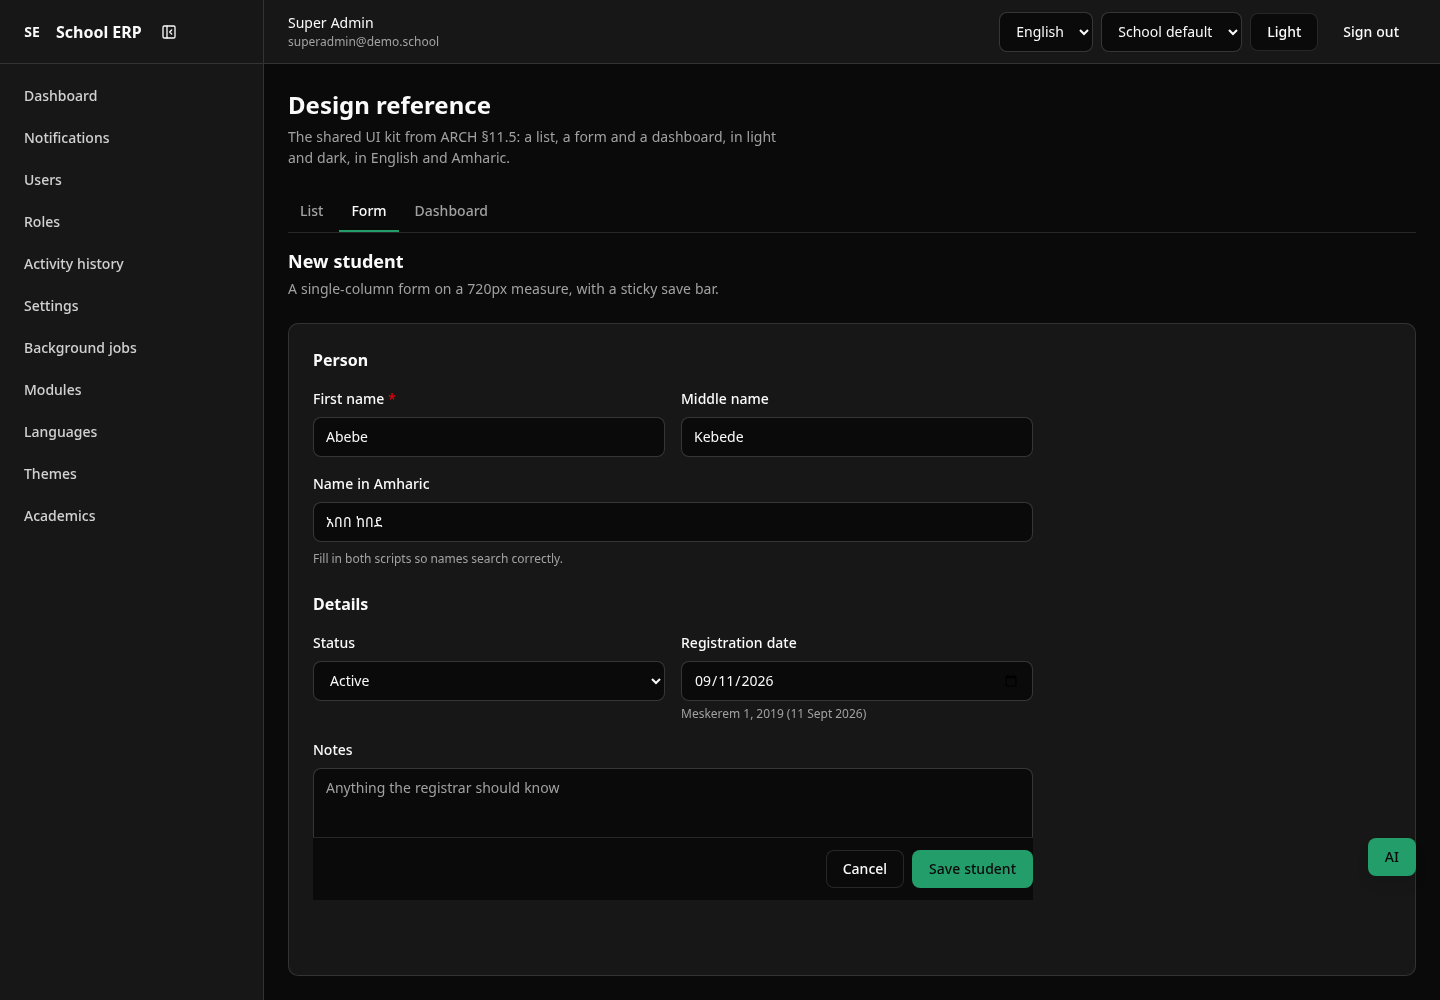 SE School ERP
Super Admin
superadmin@demo.school
English
School default
Light
Sign out
Dashboard
Notifications
Users
Roles
Activity history
Settings
Background jobs
Modules
Languages
Themes
Academics
Design reference
The shared UI kit from ARCH §11.5: a list, a form and a dashboard, in light
and dark, in English and Amharic.
List Form Dashboard
New student
A single-column form on a 720px measure, with a sticky save bar.
Person
First name * Middle name
Abebe Kebede
Name in Amharic
አበበ ከበደ
Fill in both scripts so names search correctly.
Details
Status Registration date
Active 09/11/2026
Meskerem 1, 2019 (11 Sept 2026)
Notes
Anything the registrar should know
Cancel Save student
AI